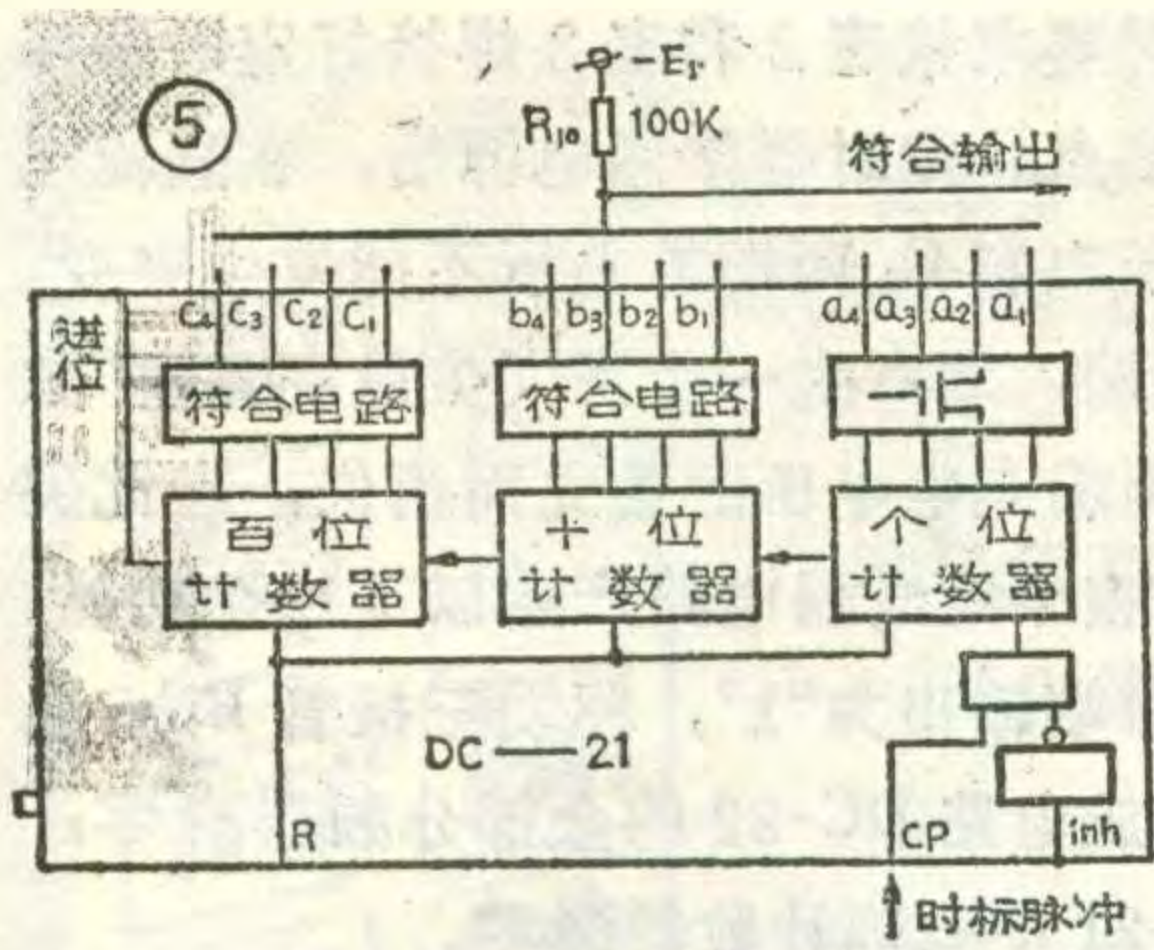 ⑤
-E₁
R₁₀ 100K
符合输出
进位
C₄ C₃ C₂ C₁
b₄ b₃ b₂ b₁
a₄ a₃ a₂ a₁
符合电路
符合电路
百位
计数器
十位
计数器
个位
计数器
DC——21
R
CP
inh
时标脉冲